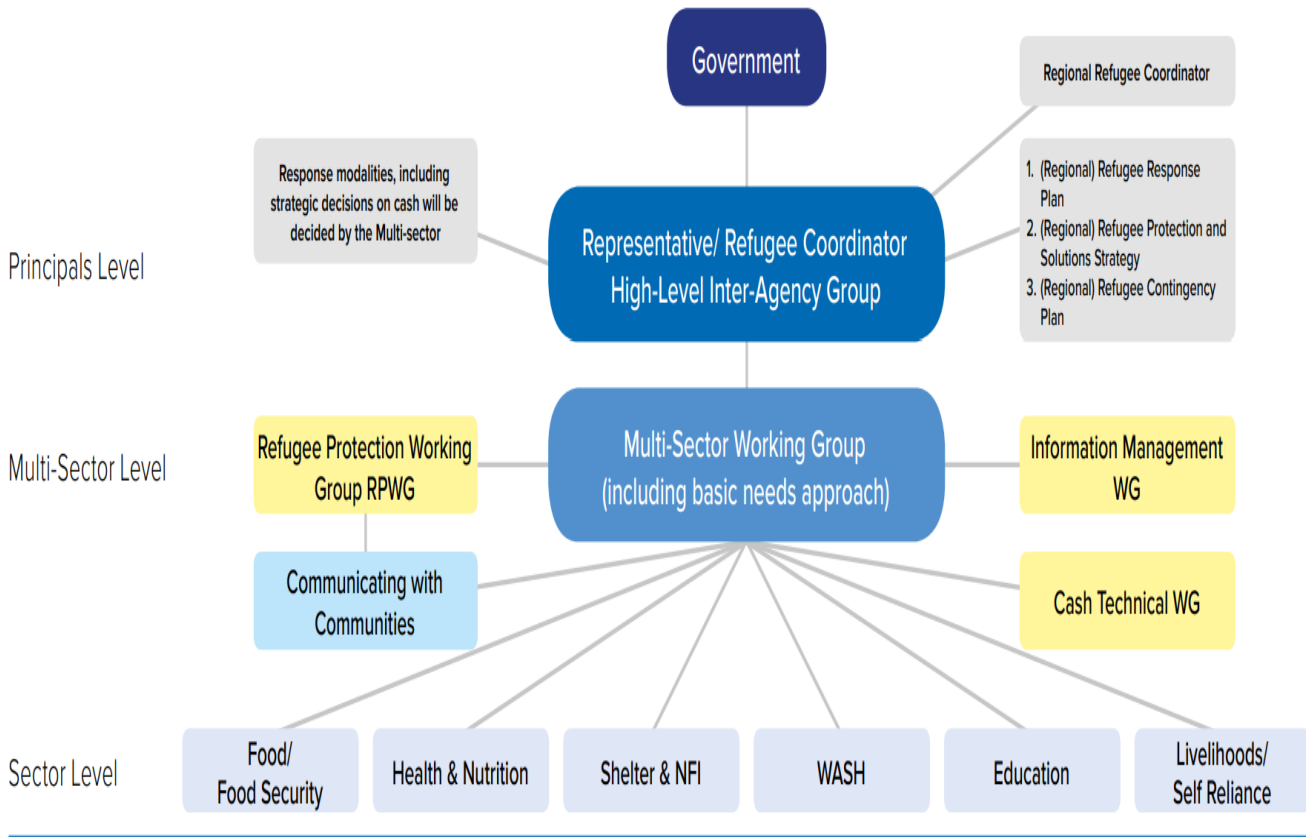 Government
Regional Refugee Coordinator
Response modalities, including
strategic decisions on cash will be
decided by the Multi-sector
Representative/ Refugee Coordinator
High-Level Inter-Agency Group
1. (Regional) Refugee Response
Plan
2. (Regional) Refugee Protection and
Solutions Strategy
3. (Regional) Refugee Contingency
Plan
Principals Level
Multi-Sector Level
Refugee Protection Working
Group RPWG
Multi-Sector Working Group
(including basic needs approach)
Information Management
WG
Communicating with
Communities
Cash Technical WG
Sector Level
Food/
Food Security
Health & Nutrition
Shelter & NFI
WASH
Education
Livelihoods/
Self Reliance